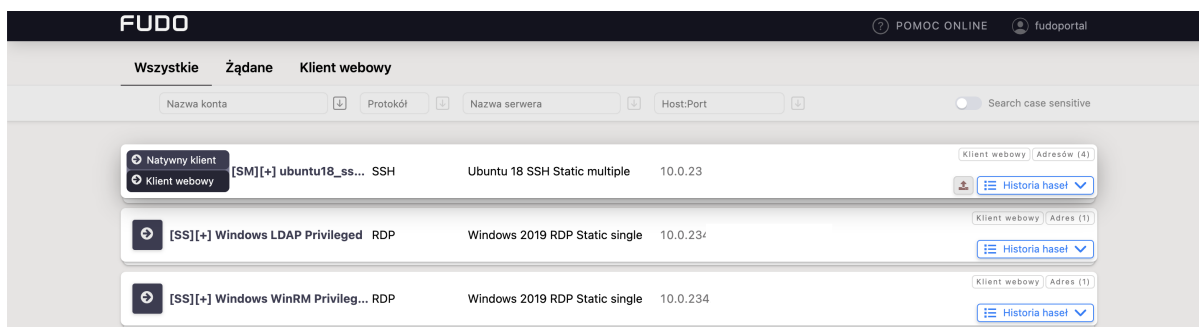 FUDO
POMOC ONLINE fudoportal
Wszystkie Żądane Klient webowy
Nazwa konta Protokół Nazwa serwera Host:Port Search case sensitive
Natywny klient
Klient webowy
[SM][+] ubuntu18_ss... SSH Ubuntu 18 SSH Static multiple 10.0.23
Klient webowy Adresów (4)
Historia haseł
[SS][+] Windows LDAP Privileged RDP Windows 2019 RDP Static single 10.0.234
Klient webowy Adres (1)
Historia haseł
[SS][+] Windows WinRM Privileg... RDP Windows 2019 RDP Static single 10.0.234
Klient webowy Adres (1)
Historia haseł